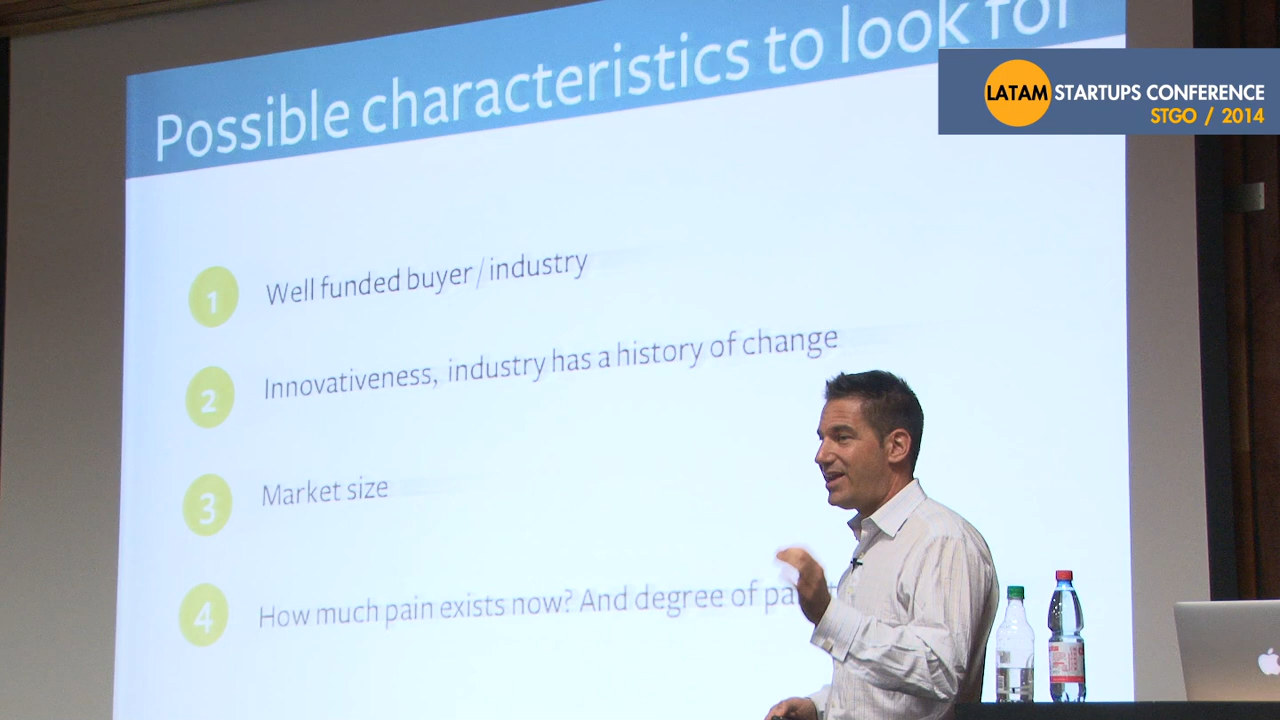 Possible characteristics to look for
LATAM STARTUPS CONFERENCE
STGO / 2014
1 Well funded buyer / industry
2 Innovativeness, industry has a history of change
3 Market size
4 How much pain exists now? And degree of